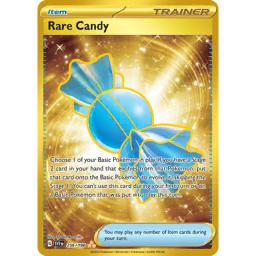 Item
TRAINER
Rare Candy
Choose 1 of your Basic Pokémon in play. If you have a Stage
2 card in your hand that evolves from that Pokémon, put
that card onto the Basic Pokémon to evolve it, skipping the
Stage 1. You can't use this card during your first turn or on
a Basic Pokémon that was put into play this turn.
You may play any number of Item cards during
your turn.